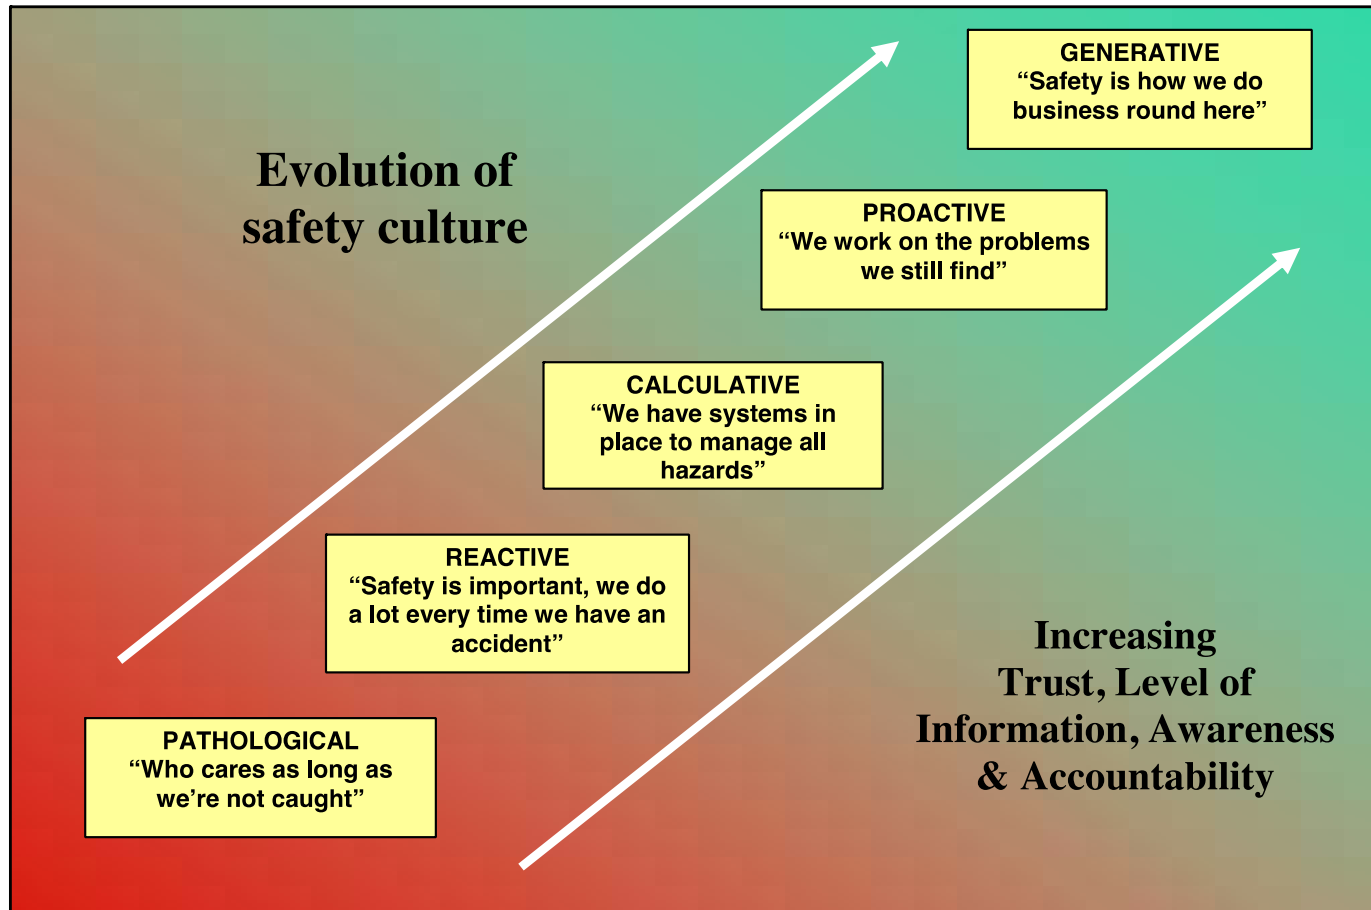 GENERATIVE
“Safety is how we do
business round here”
Evolution of
safety culture
PROACTIVE
“We work on the problems
we still find”
CALCULATIVE
“We have systems in
place to manage all
hazards”
REACTIVE
“Safety is important, we do
a lot every time we have an
accident”
Increasing
Trust, Level of
Information, Awareness
& Accountability
PATHOLOGICAL
“Who cares as long as
we’re not caught”